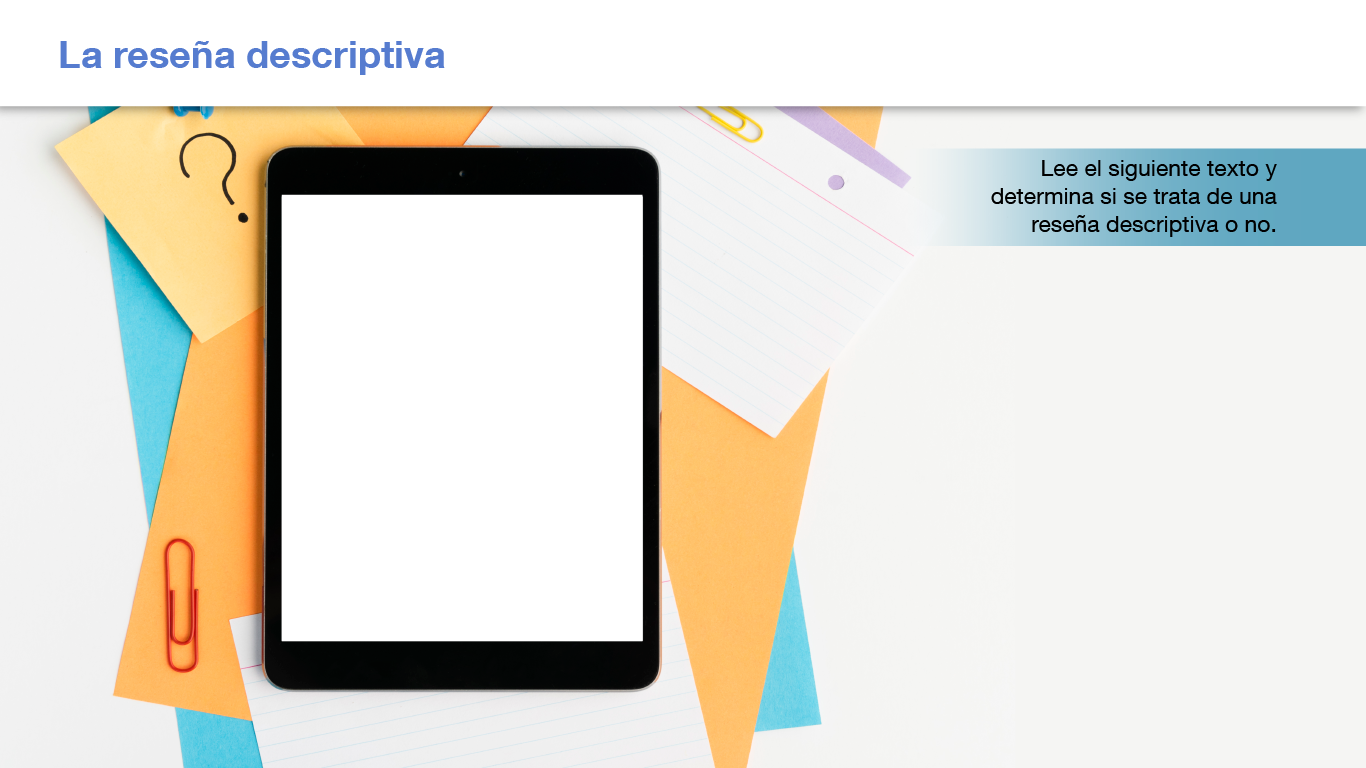 La reseña descriptiva
Lee el siguiente texto y
determina si se trata de una
reseña descriptiva o no.
?